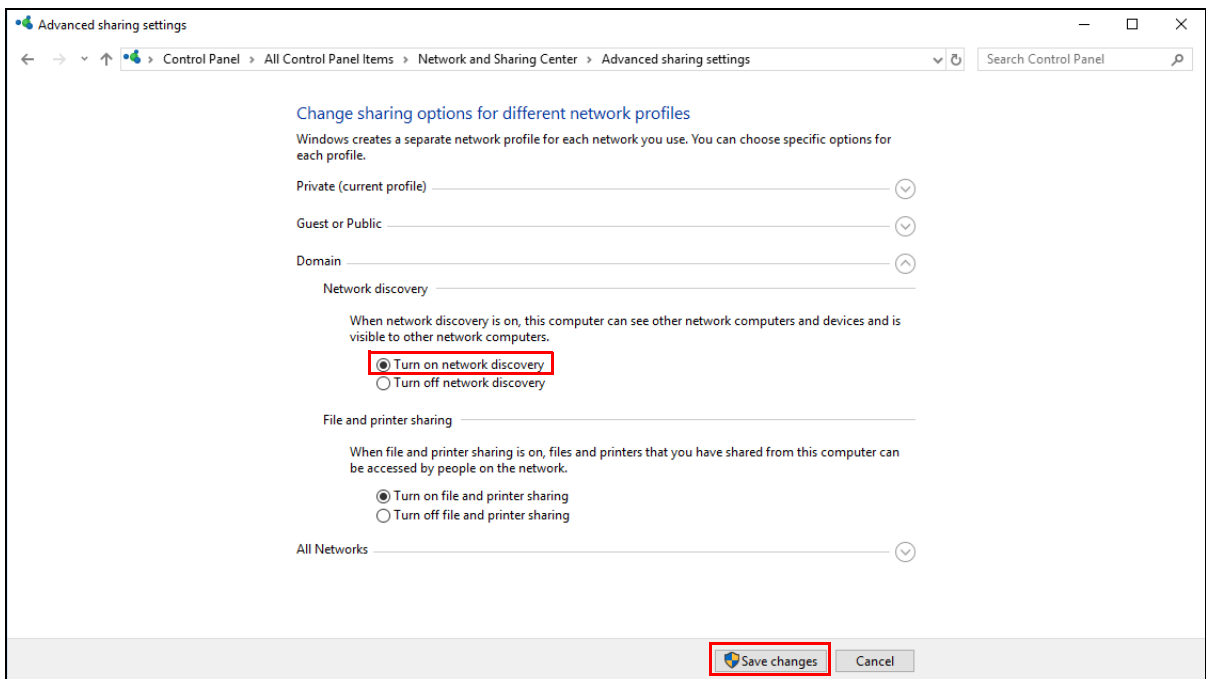 Advanced sharing settings
Control Panel > All Control Panel Items > Network and Sharing Center > Advanced sharing settings
Search Control Panel
Change sharing options for different network profiles
Windows creates a separate network profile for each network you use. You can choose specific options for
each profile.
Private (current profile)
Guest or Public
Domain
Network discovery
When network discovery is on, this computer can see other network computers and devices and is
visible to other network computers.
Turn on network discovery
Turn off network discovery
File and printer sharing
When file and printer sharing is on, files and printers that you have shared from this computer can
be accessed by people on the network.
Turn on file and printer sharing
Turn off file and printer sharing
All Networks
Save changes
Cancel